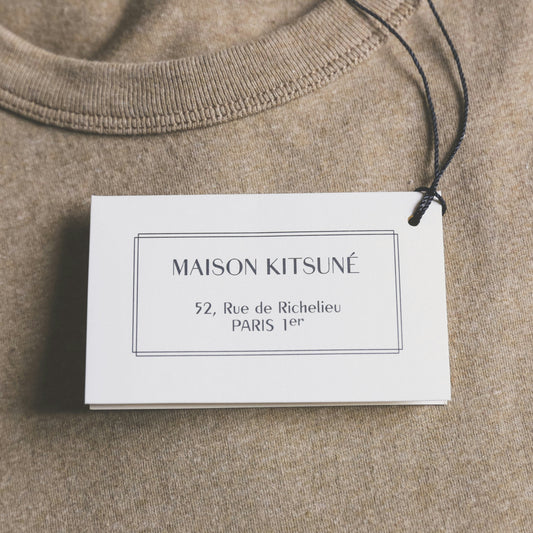 MAISON KITSUNÉ
52, Rue de Richelieu
PARIS 1er